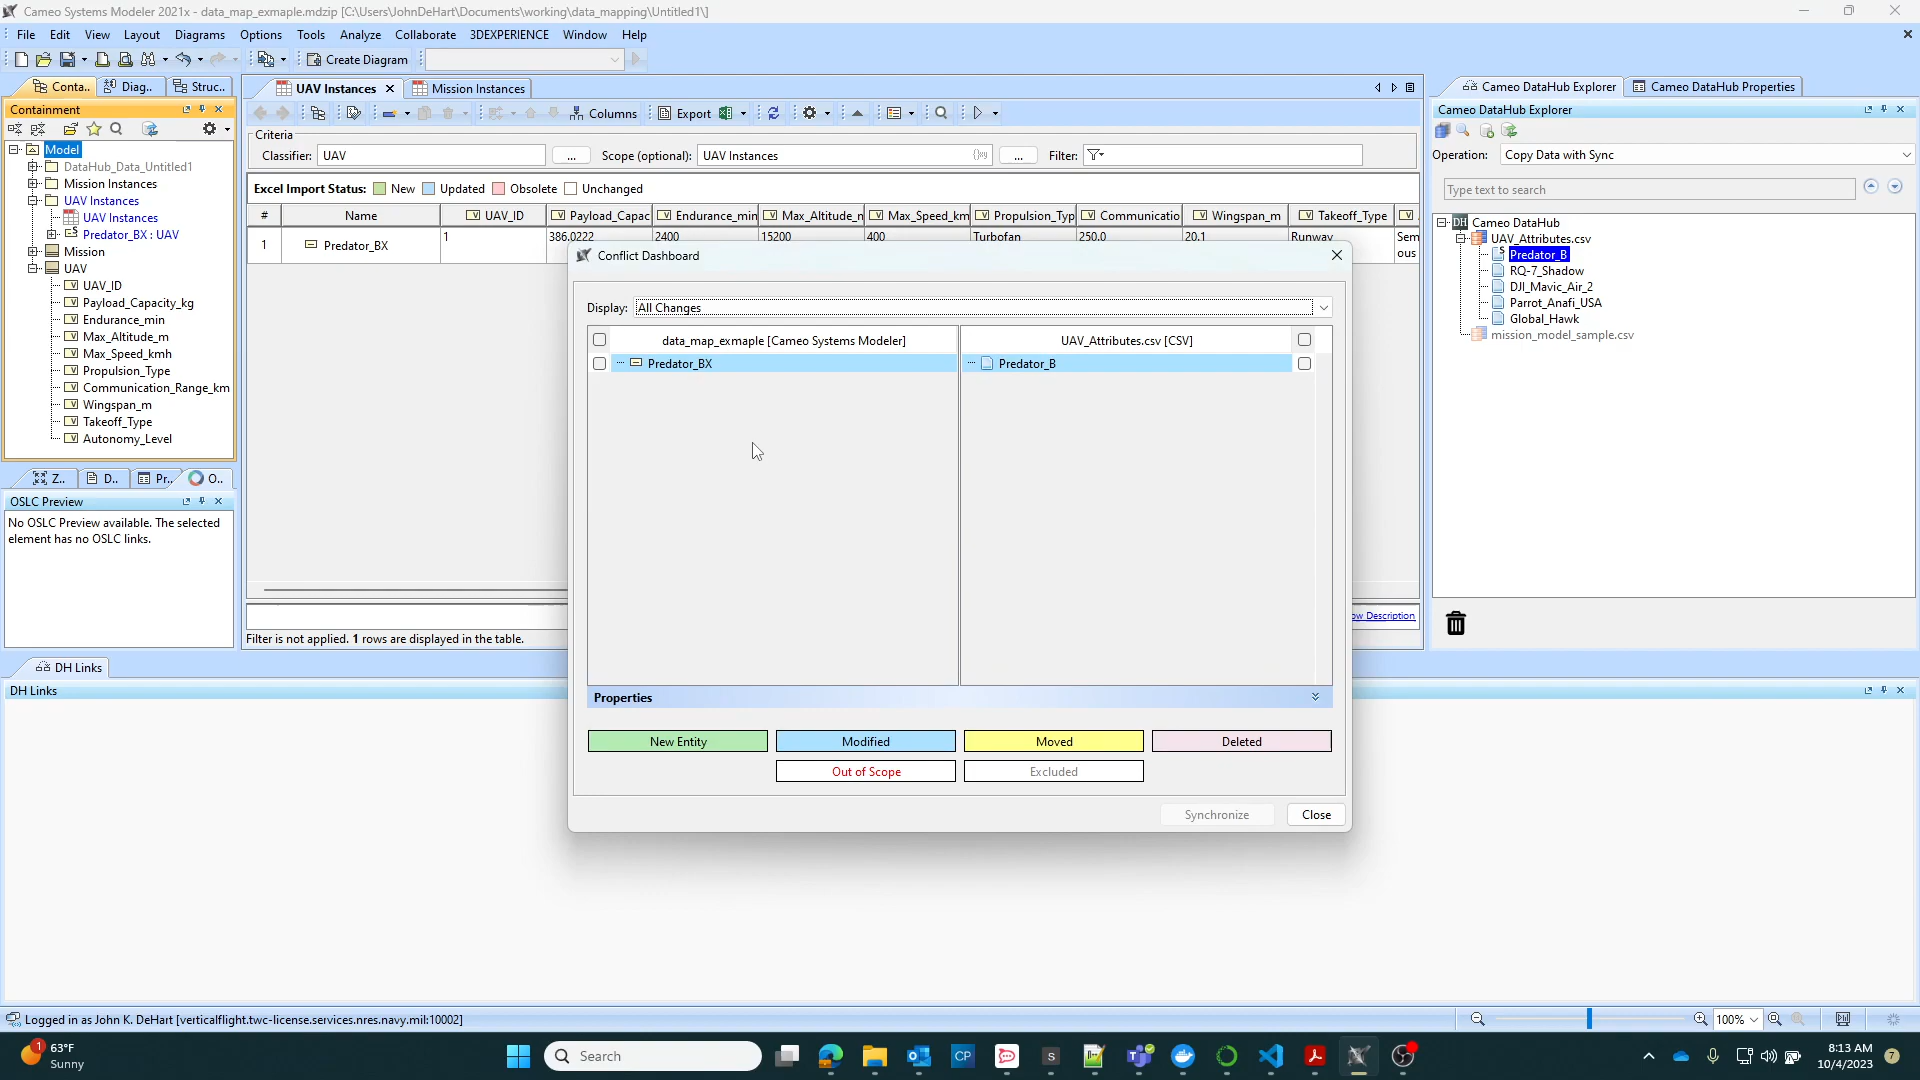 Cameo Systems Modeler 2021x - data_map_exmaple.mdzip [C:\Users\JohnDeHart\Documents\working\data_mapping\Untitled1\]
File Edit View Layout Diagrams Options Tools Analyze Collaborate 3DEXPERIENCE Window Help
Create Diagram
Conta.. Diag.. Struc..
UAV Instances Mission Instances
Cameo DataHub Explorer Cameo DataHub Properties
Containment
Model
DataHub_Data_Untitled1
Mission Instances
UAV Instances
UAV Instances
Predator_BX : UAV
Mission
UAV
UAV_ID
Payload_Capacity_kg
Endurance_min
Max_Altitude_m
Max_Speed_kmh
Propulsion_Type
Communication_Range_km
Wingspan_m
Takeoff_Type
Autonomy_Level
Z.. D.. Pr.. O..
OSLC Preview
No OSLC Preview available. The selected
element has no OSLC links.
Columns Export
Criteria
Classifier: UAV ... Scope (optional): UAV Instances ... Filter:
Excel Import Status: New Updated Obsolete Unchanged
# Name UAV_ID Payload_Capac Endurance_min Max_Altitude_n Max_Speed_km Propulsion_Typ Communicatio Wingspan_m Takeoff_Type
1 Predator_BX 1 386.0222 2400 15200 400 Turbofan 250.0 20.1 Runway Sem
ous
Filter is not applied. 1 rows are displayed in the table.
ow Description
Conflict Dashboard
Display: All Changes
data_map_exmaple [Cameo Systems Modeler] UAV_Attributes.csv [CSV]
Predator_BX Predator_B
Properties
New Entity Modified Moved Deleted
Out of Scope Excluded
Synchronize Close
Cameo DataHub Explorer
Operation: Copy Data with Sync
Type text to search
DH Cameo DataHub
UAV_Attributes.csv
Predator_B
RQ-7_Shadow
DJI_Mavic_Air_2
Parrot_Anafi_USA
Global_Hawk
mission_model_sample.csv
DH Links
DH Links
Logged in as John K. DeHart [verticalflight.twc-license.services.nres.navy.mil:10002]
100%
1
63°F
Sunny
Search
CP
S
8:13 AM
10/4/2023
7